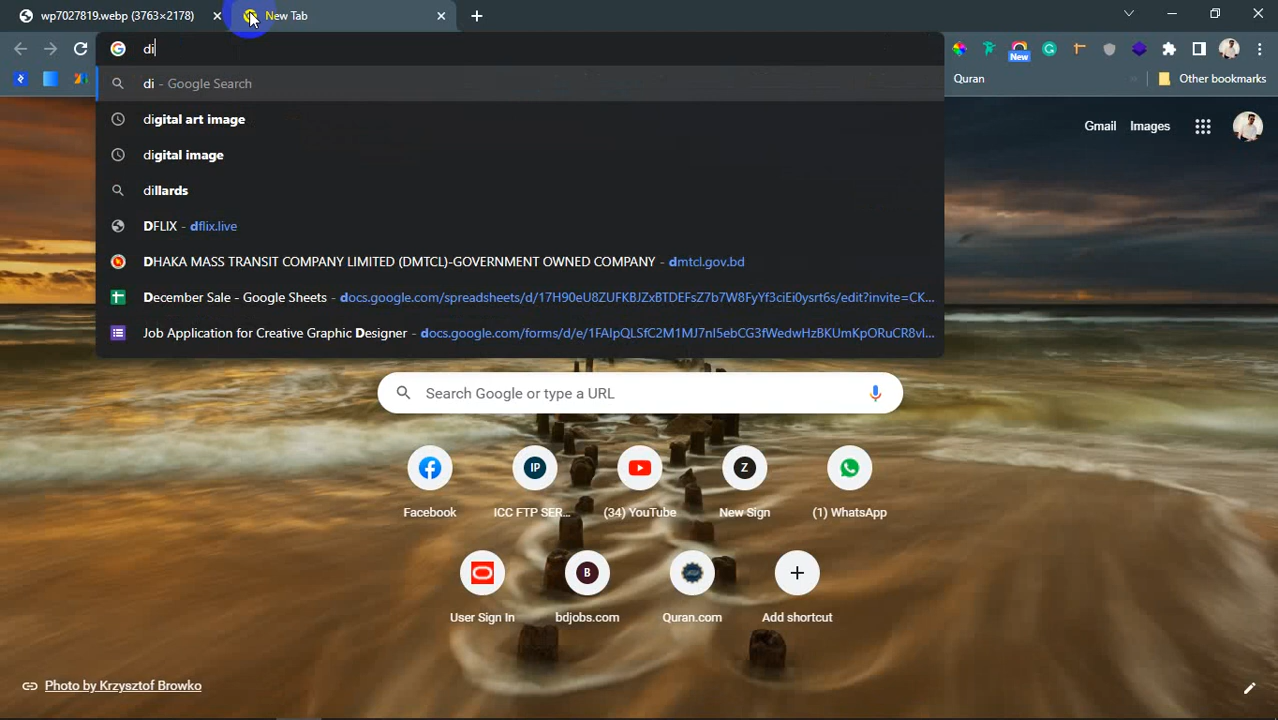 wp7027819.webp (3763×2178)
New Tab
di
New
di - Google Search
Quran
Other bookmarks
digital art image
Gmail
Images
digital image
dillards
DFLIX - dflix.live
DHAKA MASS TRANSIT COMPANY LIMITED (DMTCL)-GOVERNMENT OWNED COMPANY - dmtcl.gov.bd
December Sale - Google Sheets - docs.google.com/spreadsheets/d/17H90eU8ZUFKBJZxBTDEFsZ7b7W8FyYf3ciEi0ysrt6s/edit?invite=CK...
Job Application for Creative Graphic Designer - docs.google.com/forms/d/e/1FAIpQLSfC2M1MJ7nI5ebCG3fWedwHzBKUmKpORuCR8vl...
Search Google or type a URL
IP
Z
Facebook
ICC FTP SER...
(34) YouTube
New Sign
(1) WhatsApp
B
User Sign In
bdjobs.com
Quran.com
Add shortcut
Photo by Krzysztof Browko